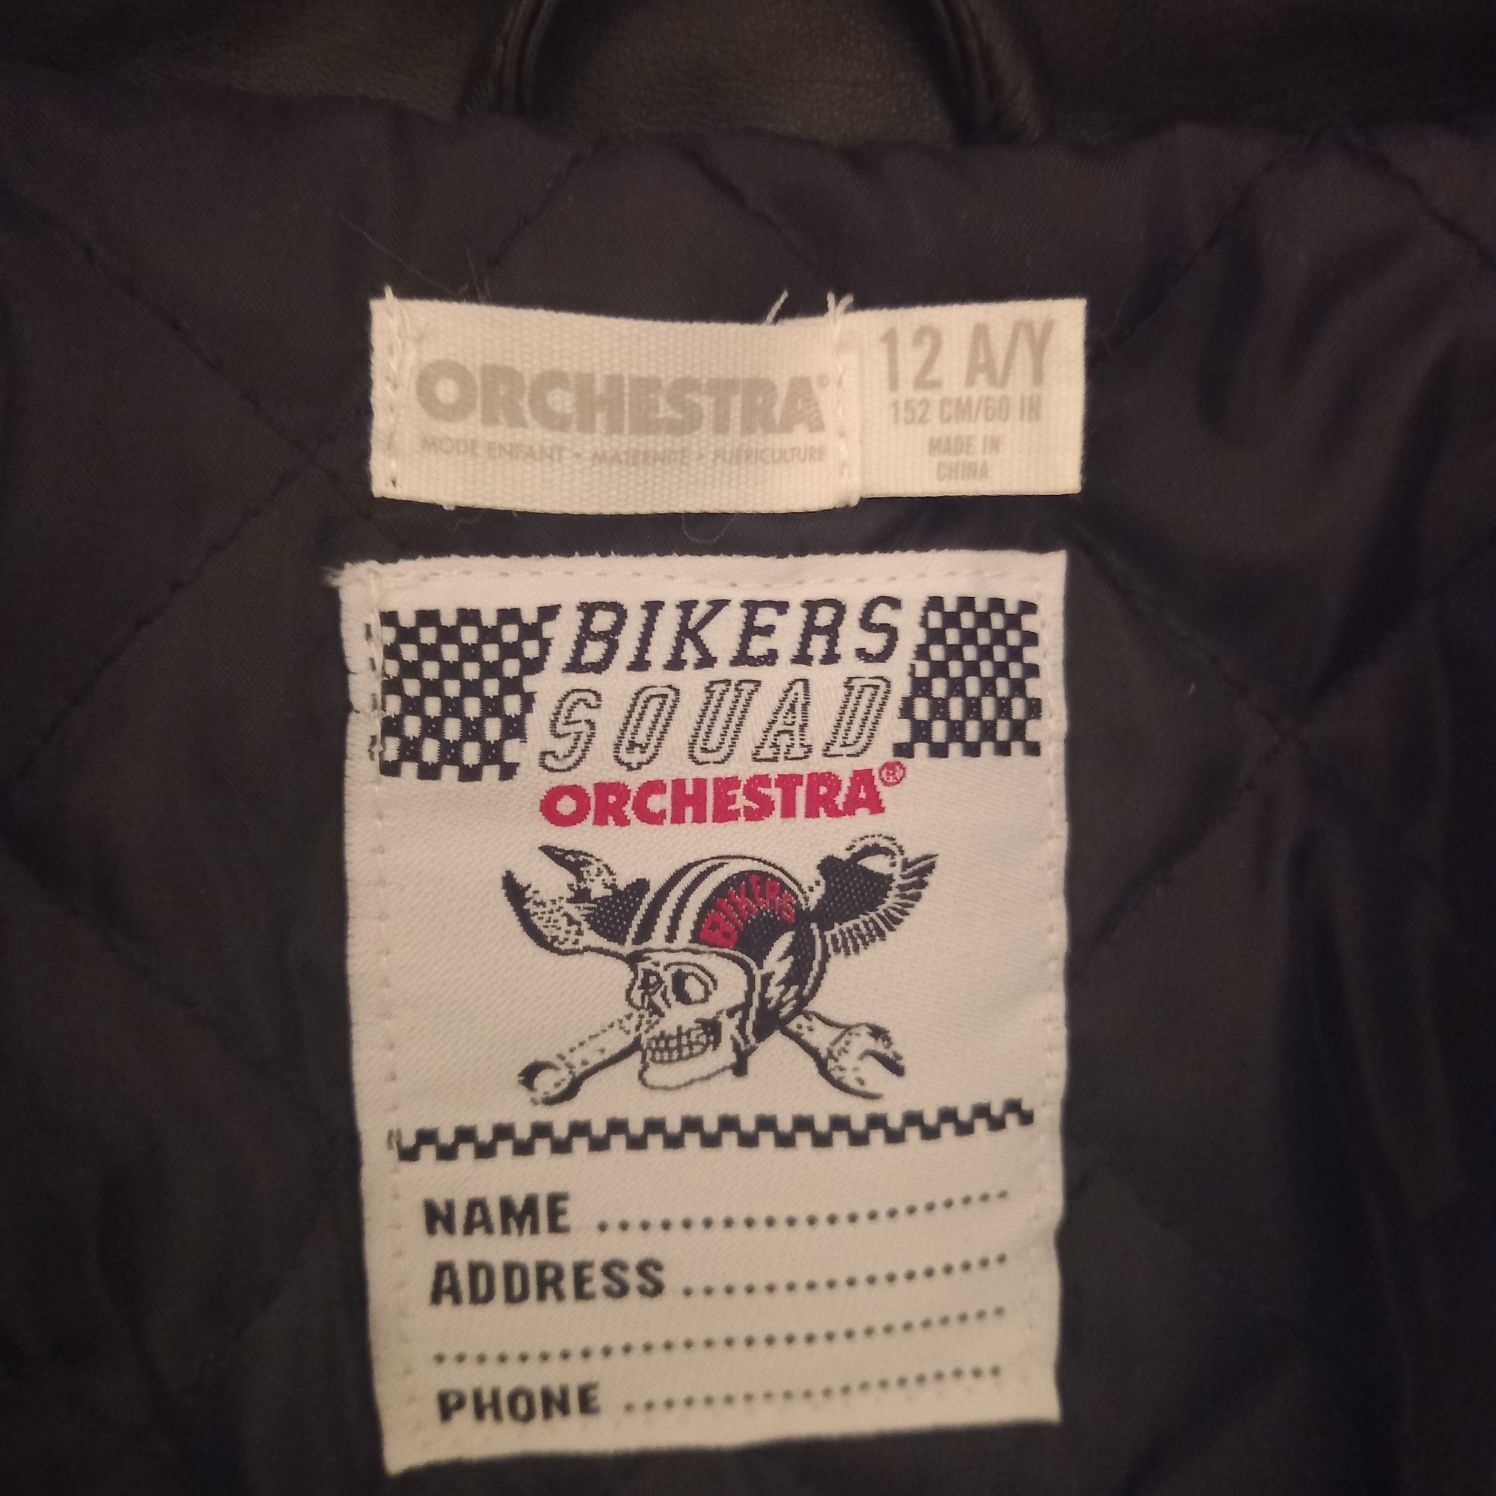 ORCHESTRA®
MODE ENFANT • MATERNITÉ • PUÉRICULTURE
12 A/Y
152 CM/60 IN
MADE IN
CHINA
BIKERS
SQUAD
ORCHESTRA®
BIKERS
NAME ....................
ADDRESS ................
............................
PHONE ...................